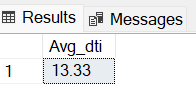 Results Messages
Avg_dti
1 13.33